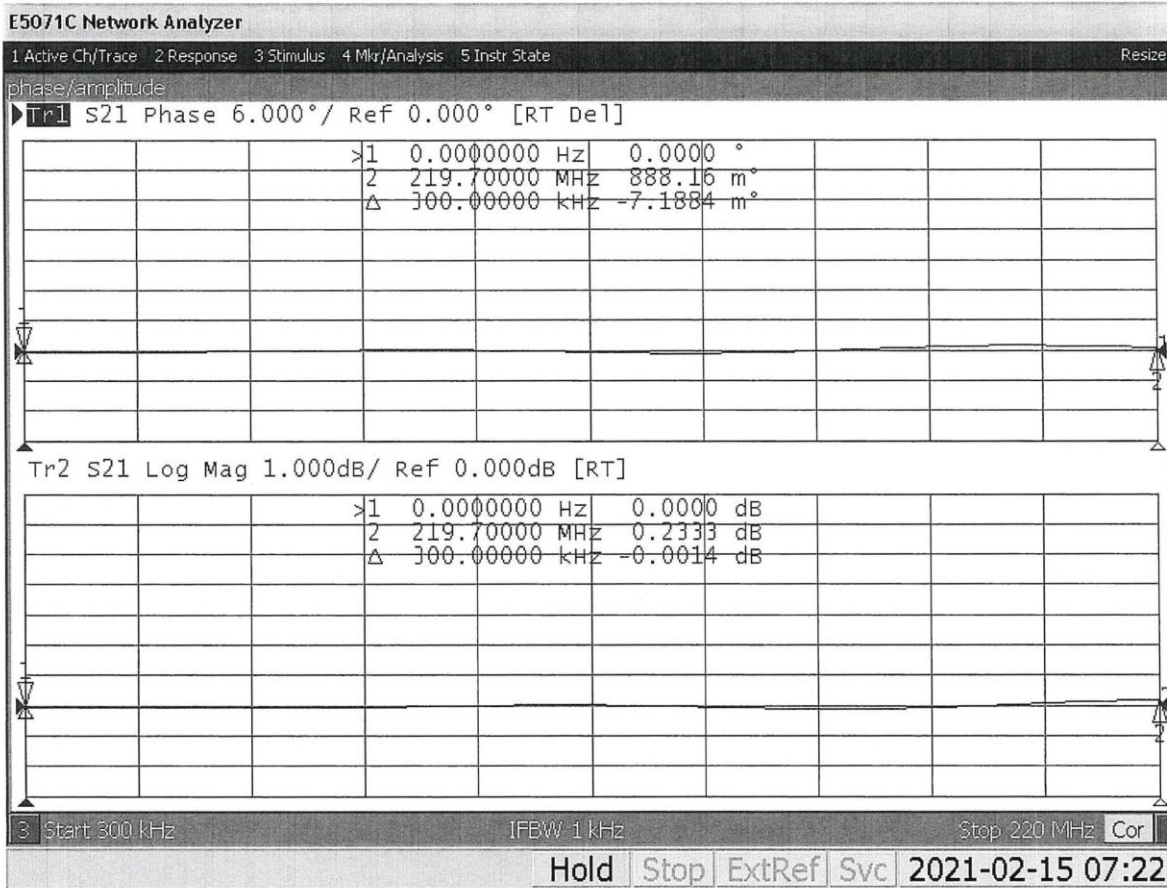 E5071C Network Analyzer
1 Active Ch/Trace 2 Response 3 Stimulus 4 Mkr/Analysis 5 Instr State Resize
phase/amplitude
Tr1 S21 Phase 6.000°/ Ref 0.000° [RT Del]
>1 0.0000000 Hz 0.0000 °
2 219.70000 MHz 888.16 m°
Δ 300.00000 kHz -7.1884 m°
1
2
Tr2 S21 Log Mag 1.000dB/ Ref 0.000dB [RT]
>1 0.0000000 Hz 0.0000 dB
2 219.70000 MHz 0.2333 dB
Δ 300.00000 kHz -0.0014 dB
2
3 Start 300 kHz IFBW 1 kHz Stop 220 MHz Cor
Hold Stop ExtRef Svc 2021-02-15 07:22